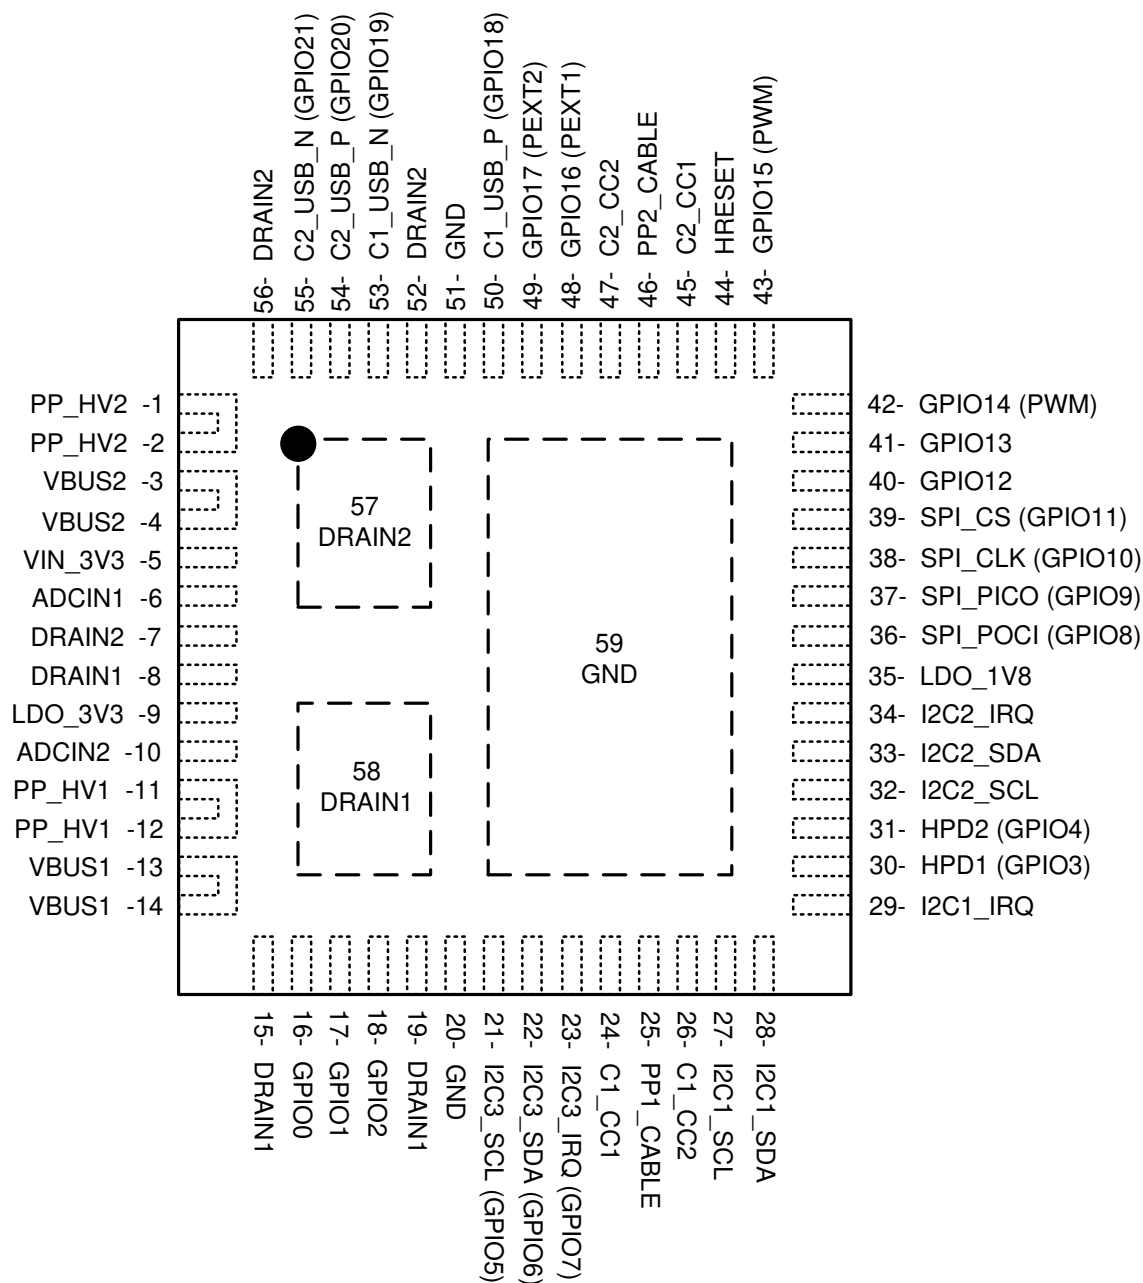 56- DRAIN2
55- C2_USB_N (GPIO21)
54- C2_USB_P (GPIO20)
53- C1_USB_N (GPIO19)
52- DRAIN2
51- GND
50- C1_USB_P (GPIO18)
49- GPIO17 (PEXT2)
48- GPIO16 (PEXT1)
47- C2_CC2
46- PP2_CABLE
45- C2_CC1
44- HRESET
43- GPIO15 (PWM)
PP_HV2 -1
PP_HV2 -2
VBUS2 -3
VBUS2 -4
VIN_3V3 -5
ADCIN1 -6
DRAIN2 -7
DRAIN1 -8
LDO_3V3 -9
ADCIN2 -10
PP_HV1 -11
PP_HV1 -12
VBUS1 -13
VBUS1 -14
57
DRAIN2
58
DRAIN1
59
GND
42- GPIO14 (PWM)
41- GPIO13
40- GPIO12
39- SPI_CS (GPIO11)
38- SPI_CLK (GPIO10)
37- SPI_PICO (GPIO9)
36- SPI_POCI (GPIO8)
35- LDO_1V8
34- I2C2_IRQ
33- I2C2_SDA
32- I2C2_SCL
31- HPD2 (GPIO4)
30- HPD1 (GPIO3)
29- I2C1_IRQ
15- DRAIN1
16- GPIO0
17- GPIO1
18- GPIO2
19- DRAIN1
20- GND
21- I2C3_SCL (GPIO5)
22- I2C3_SDA (GPIO6)
23- I2C3_IRQ (GPIO7)
24- C1_CC1
25- PP1_CABLE
26- C1_CC2
27- I2C1_SCL
28- I2C1_SDA